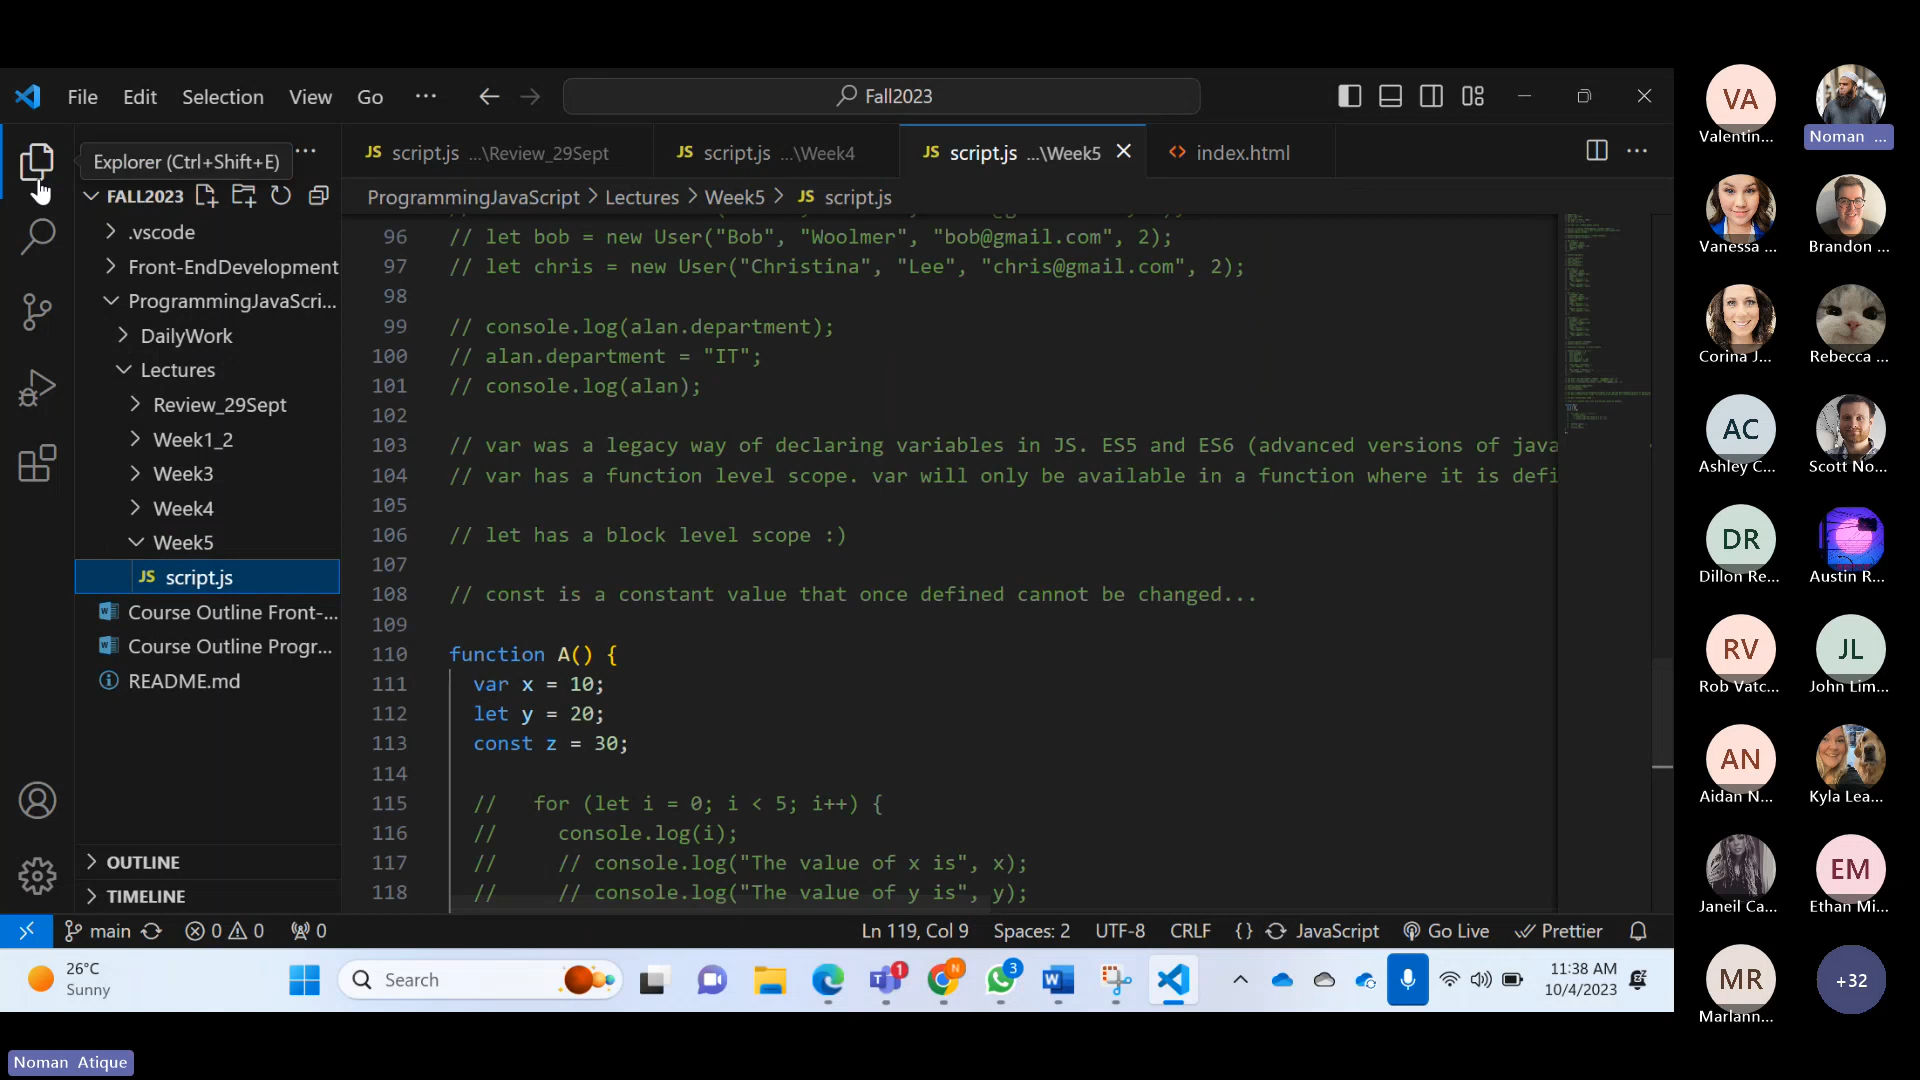 File Edit Selection View Go ··· Fall2023
Explorer (Ctrl+Shift+E) ···
FALL2023
.vscode
Front-EndDevelopment
ProgrammingJavaScri...
DailyWork
Lectures
Review_29Sept
Week1_2
Week3
Week4
Week5
JS script.js
Course Outline Front-...
Course Outline Progr...
README.md
OUTLINE
TIMELINE
JS script.js ...\Review_29Sept JS script.js ...\Week4 JS script.js ...\Week5 <> index.html
ProgrammingJavaScript > Lectures > Week5 > JS script.js
96 // let bob = new User("Bob", "Woolmer", "bob@gmail.com", 2);
97 // let chris = new User("Christina", "Lee", "chris@gmail.com", 2);
98
99 // console.log(alan.department);
100 // alan.department = "IT";
101 // console.log(alan);
102
103 // var was a legacy way of declaring variables in JS. ES5 and ES6 (advanced versions of java
104 // var has a function level scope. var will only be available in a function where it is defi
105
106 // let has a block level scope :)
107
108 // const is a constant value that once defined cannot be changed...
109
110 function A() {
111 var x = 10;
112 let y = 20;
113 const z = 30;
114
115 // for (let i = 0; i < 5; i++) {
116 // console.log(i);
117 // // console.log("The value of x is", x);
118 // // console.log("The value of y is", y);
main 0 0 0 Ln 119, Col 9 Spaces: 2 UTF-8 CRLF {} JavaScript Go Live Prettier
26°C
Sunny
Search
1
N
3
11:38 AM
10/4/2023
VA
Valentin...
Noman ...
Vanessa ...
Brandon ...
Corina J...
Rebecca ...
AC
Ashley C...
Scott No...
DR
Dillon Re...
Austin R...
RV
Rob Vatc...
JL
John Lim...
AN
Aidan N...
Kyla Lea...
Janeil Ca...
EM
Ethan Mi...
MR
Marlann...
+32
Noman Atique